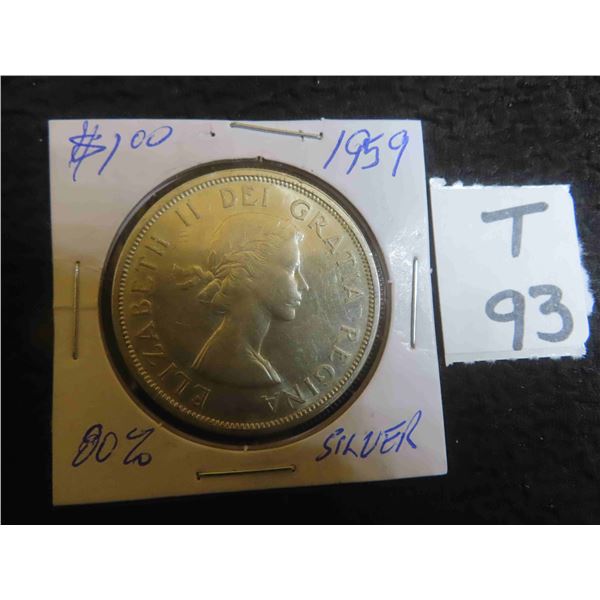 $1.00 1959
ELIZABETH II DEI GRATIA REGINA
80% SILVER
T
93